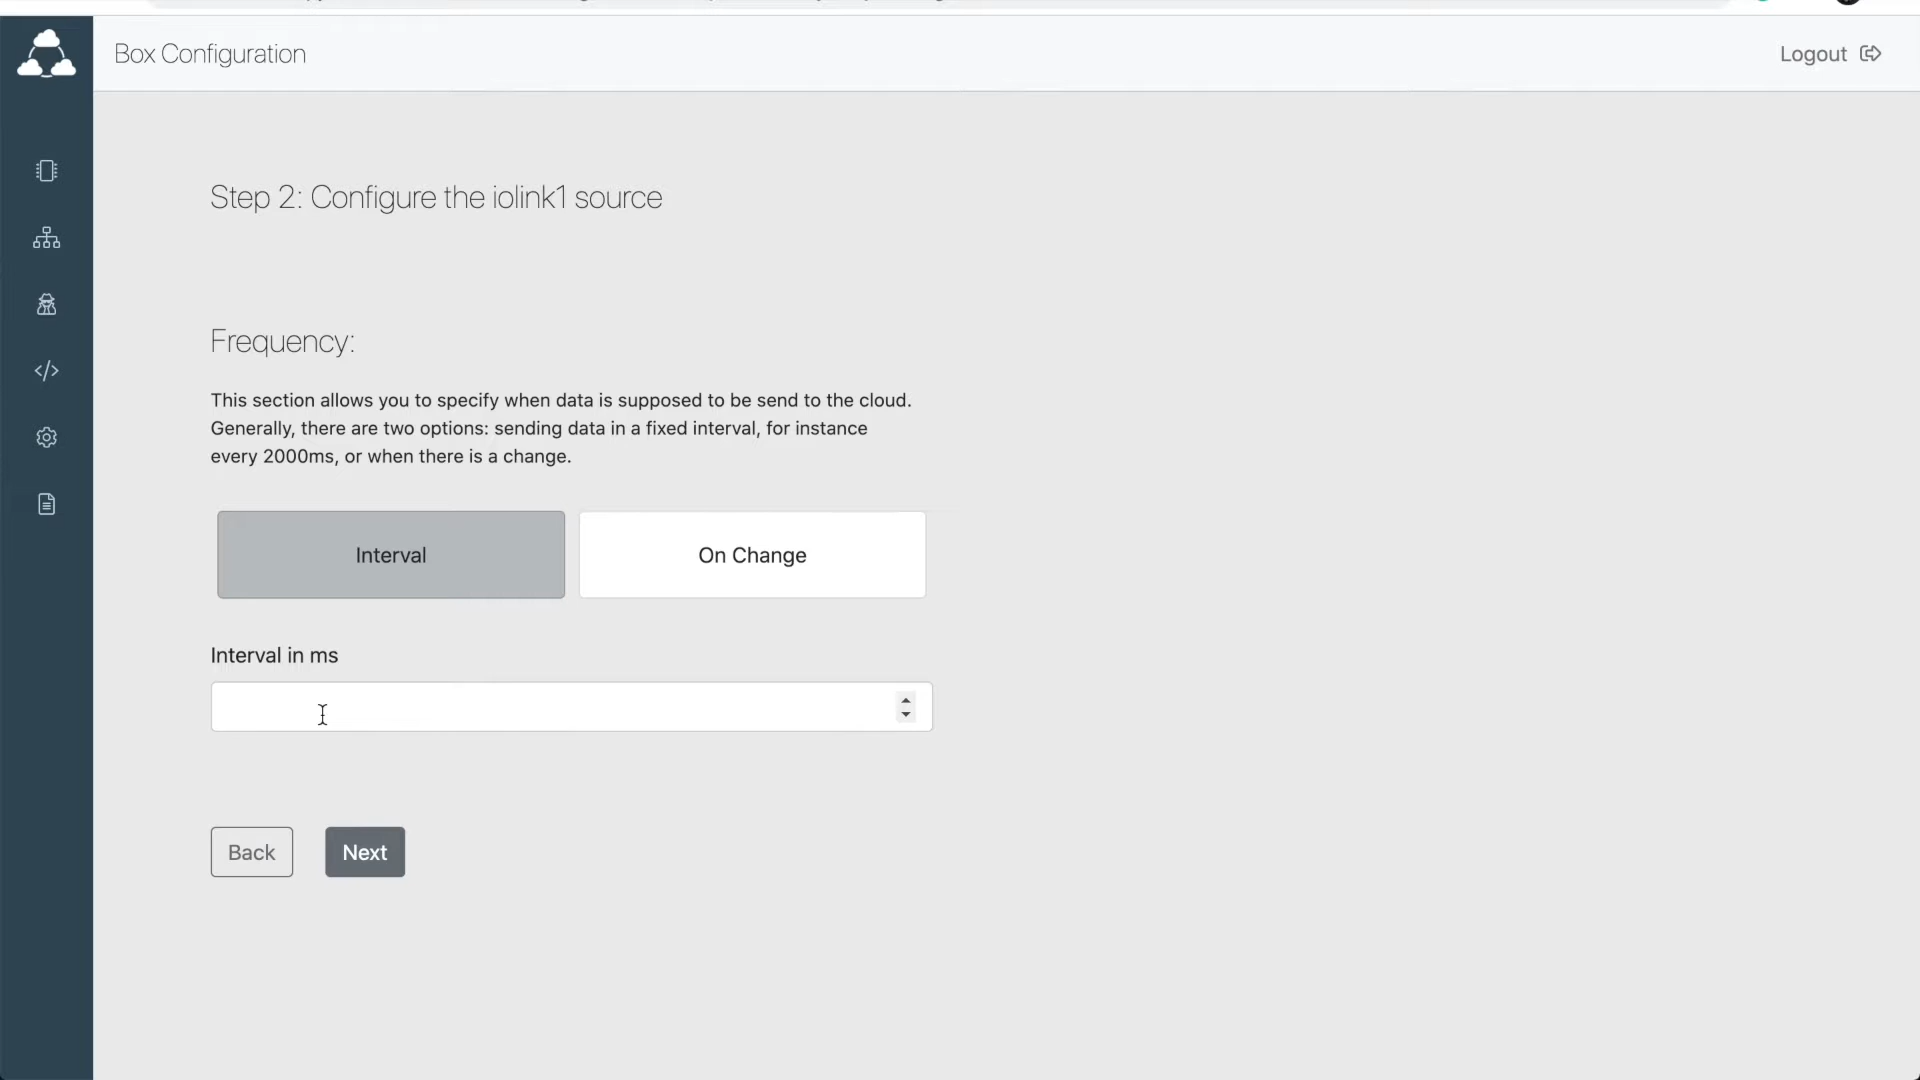 Box Configuration
Logout
Step 2: Configure the iolink1 source
Frequency:
This section allows you to specify when data is supposed to be send to the cloud.
Generally, there are two options: sending data in a fixed interval, for instance
every 2000ms, or when there is a change.
Interval
On Change
Interval in ms
Back
Next